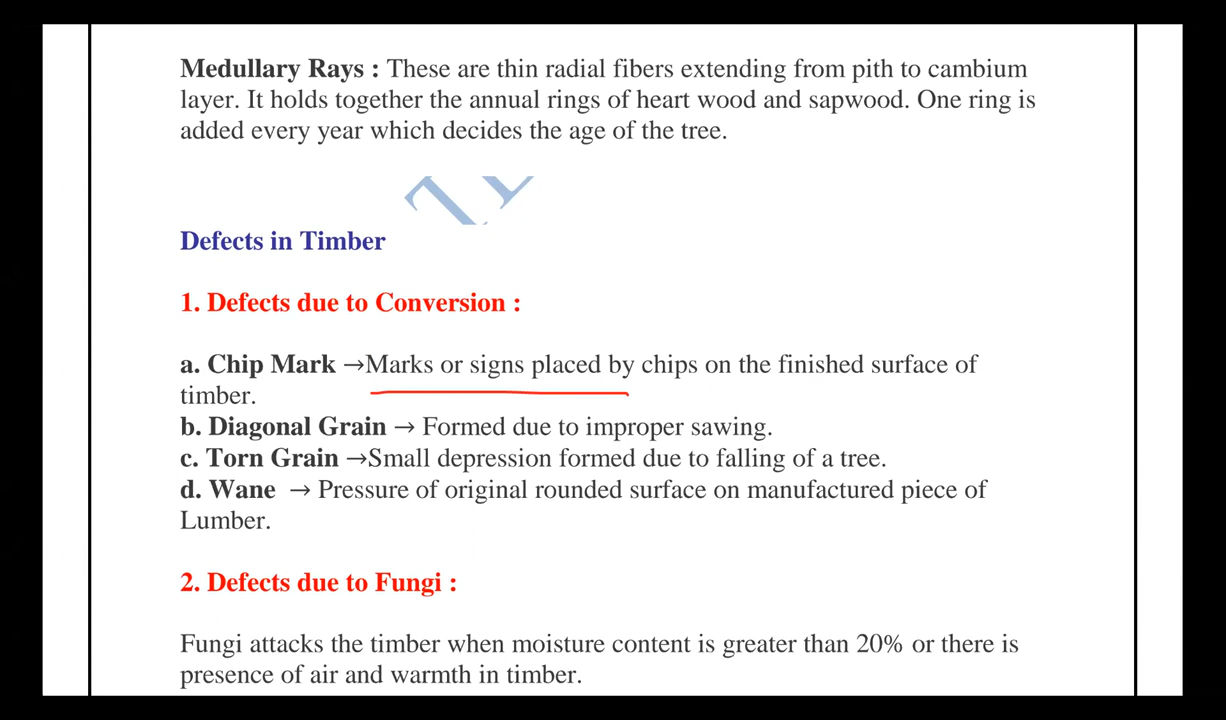 Medullary Rays : These are thin radial fibers extending from pith to cambium
layer. It holds together the annual rings of heart wood and sapwood. One ring is
added every year which decides the age of the tree.
Defects in Timber
1. Defects due to Conversion :
a. Chip Mark →Marks or signs placed by chips on the finished surface of
timber.
b. Diagonal Grain → Formed due to improper sawing.
c. Torn Grain →Small depression formed due to falling of a tree.
d. Wane → Pressure of original rounded surface on manufactured piece of
Lumber.
2. Defects due to Fungi :
Fungi attacks the timber when moisture content is greater than 20% or there is
presence of air and warmth in timber.